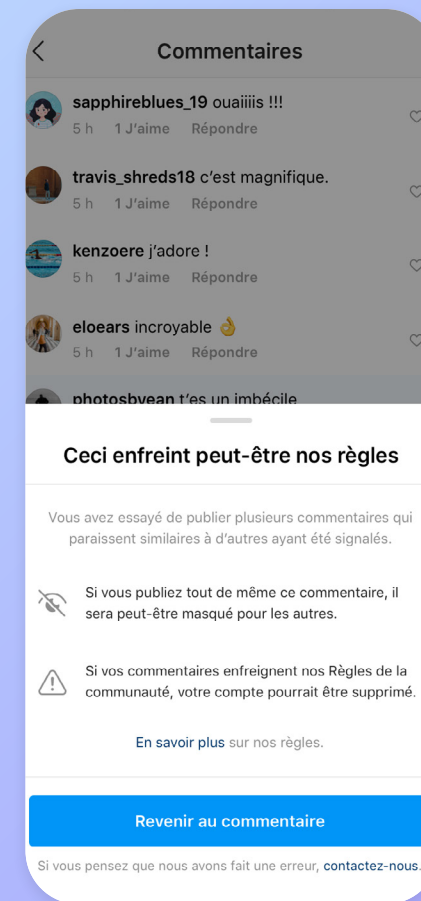 Commentaires
sapphireblues_19 ouaiiiis !!!
5 h 1 J'aime Répondre
travis_shreds18 c'est magnifique.
5 h 1 J'aime Répondre
kenzoere j'adore !
5 h 1 J'aime Répondre
eloears incroyable 👌
5 h 1 J'aime Répondre
photosbyean t'es un imbécile
Ceci enfreint peut-être nos règles
Vous avez essayé de publier plusieurs commentaires qui
paraissent similaires à d'autres ayant été signalés.
Si vous publiez tout de même ce commentaire, il
sera peut-être masqué pour les autres.
Si vos commentaires enfreignent nos Règles de la
communauté, votre compte pourrait être supprimé.
En savoir plus sur nos règles.
Revenir au commentaire
Si vous pensez que nous avons fait une erreur, contactez-nous.